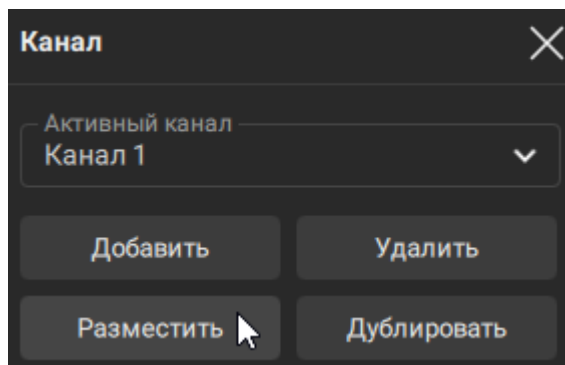 Канал
Активный канал
Канал 1
Добавить
Удалить
Разместить
Дублировать